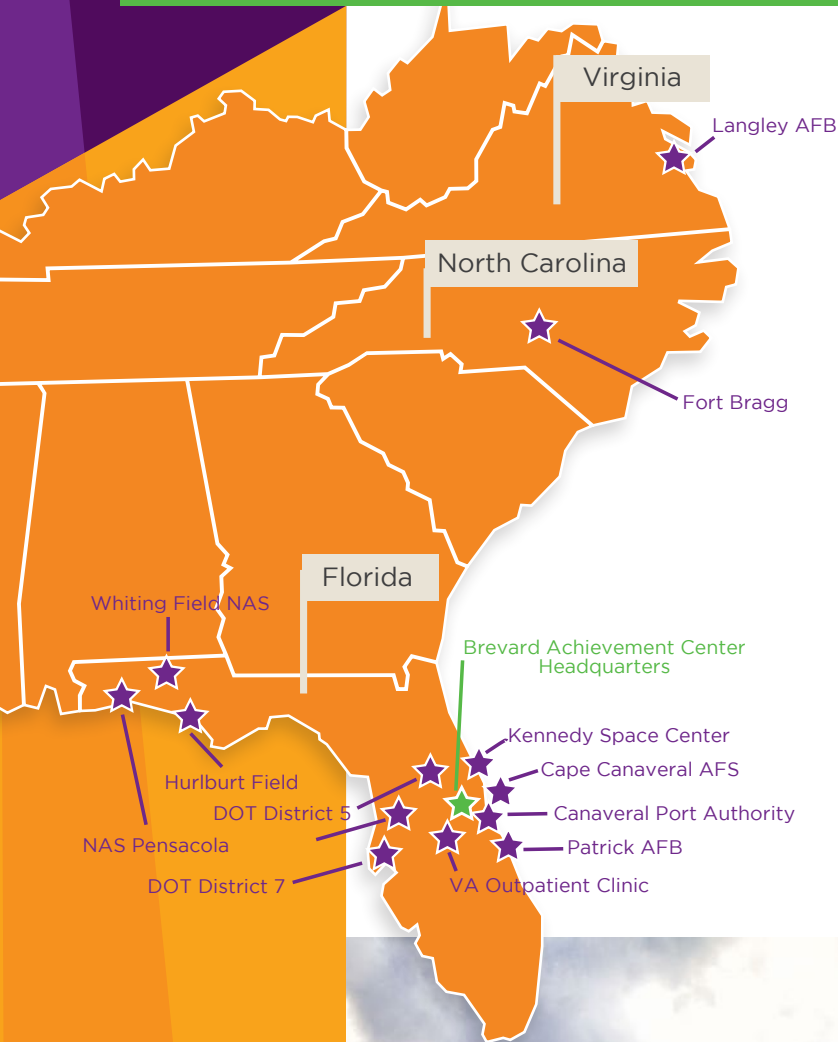 Virginia
Langley AFB
North Carolina
Fort Bragg
Florida
Whiting Field NAS
Brevard Achievement Center
Headquarters
Kennedy Space Center
Cape Canaveral AFS
Hurlburt Field
DOT District 5
Canaveral Port Authority
NAS Pensacola
Patrick AFB
DOT District 7
VA Outpatient Clinic